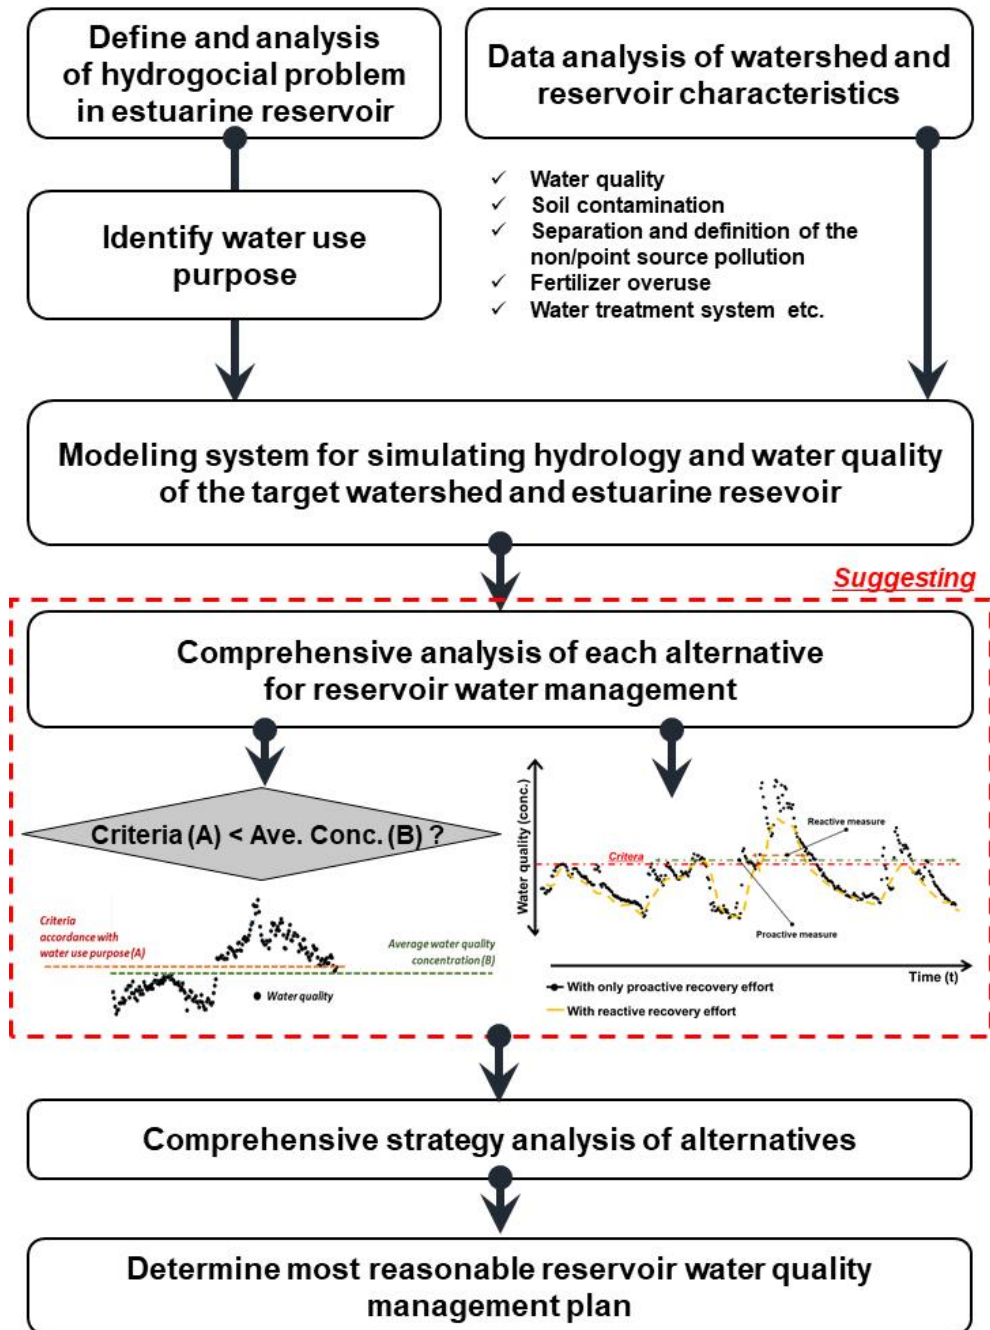 Define and analysis
of hydrogocial problem
in estuarine reservoir
Data analysis of watershed and
reservoir characteristics
✓ Water quality
✓ Soil contamination
✓ Separation and definition of the
non/point source pollution
✓ Fertilizer overuse
✓ Water treatment system etc.
Identify water use
purpose
Modeling system for simulating hydrology and water quality
of the target watershed and estuarine resevoir
Suggesting
Comprehensive analysis of each alternative
for reservoir water management
Criteria (A) < Ave. Conc. (B) ?
Criteria
accordance with
water use purpose (A)
Average water quality
concentration (B)
Water quality
Water quality (conc.)
Critera
Reactive measure
Proactive measure
Time (t)
With only proactive recovery effort
With reactive recovery effort
Comprehensive strategy analysis of alternatives
Determine most reasonable reservoir water quality
management plan